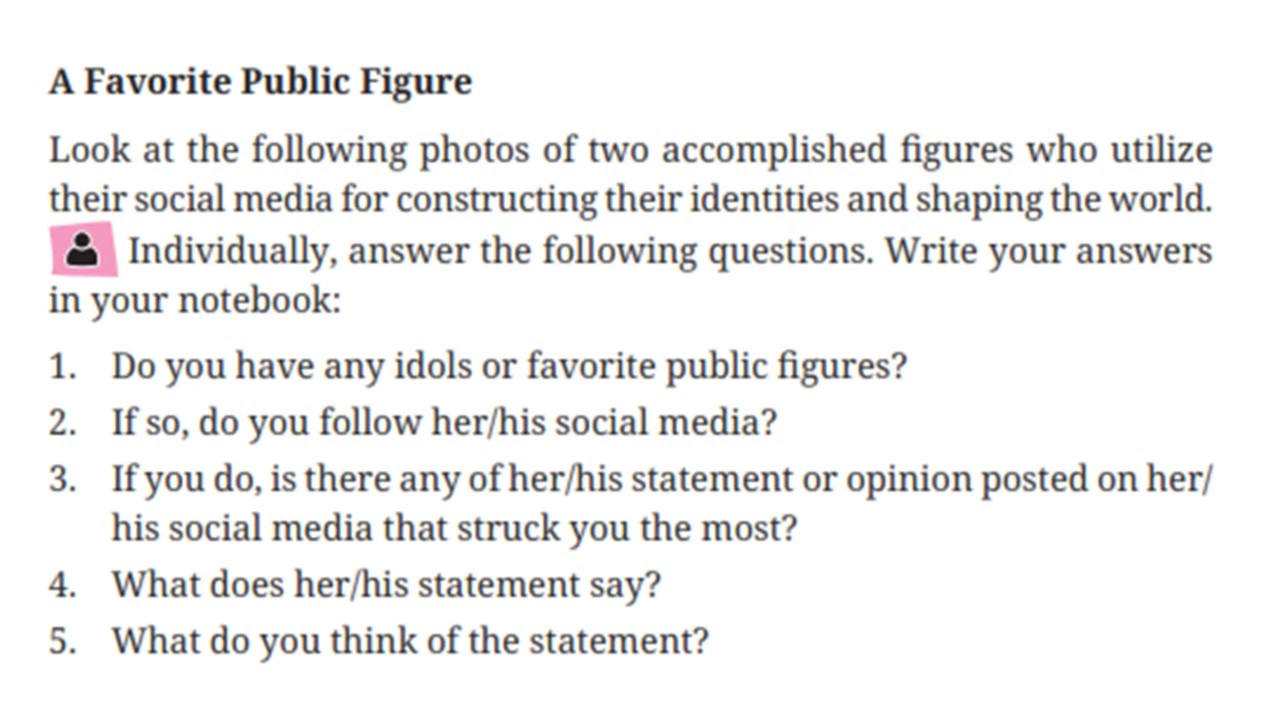 A Favorite Public Figure
Look at the following photos of two accomplished figures who utilize
their social media for constructing their identities and shaping the world.
Individually, answer the following questions. Write your answers
in your notebook:
1. Do you have any idols or favorite public figures?
2. If so, do you follow her/his social media?
3. If you do, is there any of her/his statement or opinion posted on her/
his social media that struck you the most?
4. What does her/his statement say?
5. What do you think of the statement?